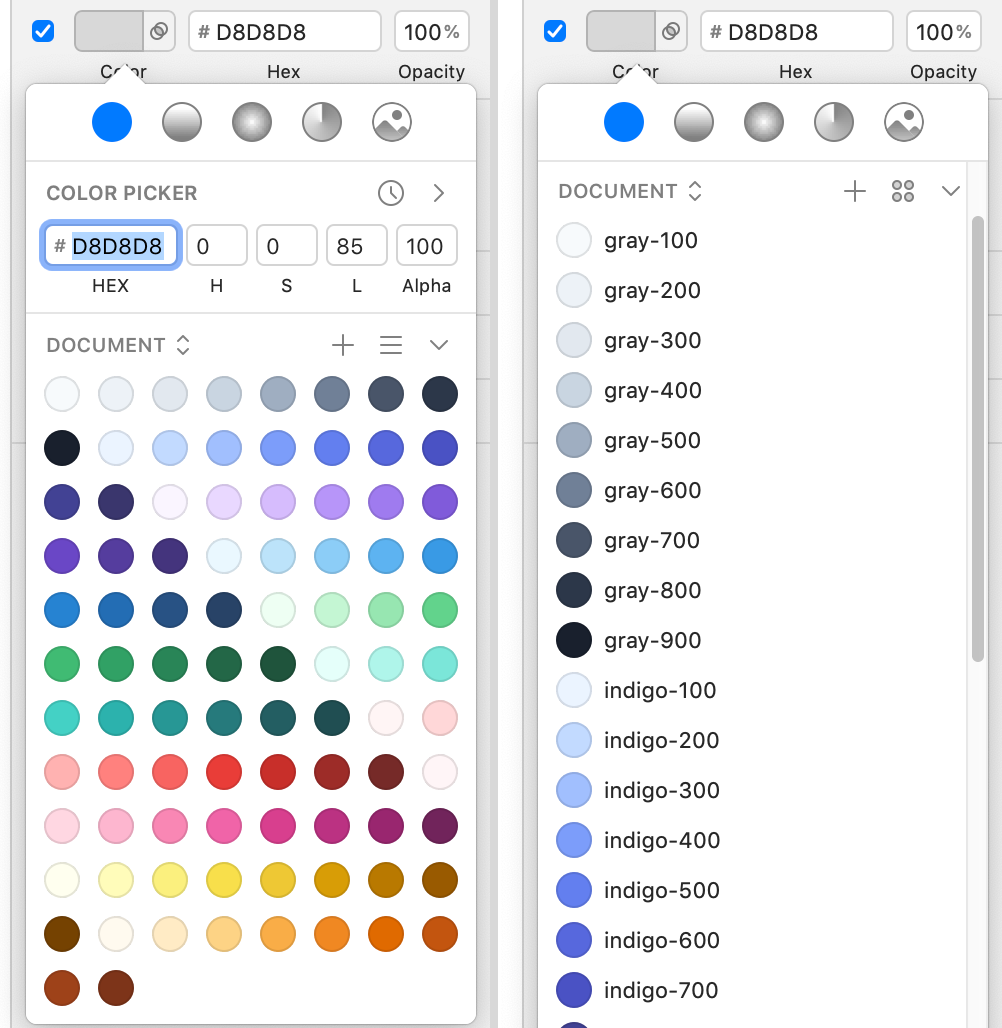 # D8D8D8
100%
Color
Hex
Opacity
COLOR PICKER
# D8D8D8
0
0
85
100
HEX
H
S
L
Alpha
DOCUMENT
# D8D8D8
100%
Color
Hex
Opacity
DOCUMENT
gray-100
gray-200
gray-300
gray-400
gray-500
gray-600
gray-700
gray-800
gray-900
indigo-100
indigo-200
indigo-300
indigo-400
indigo-500
indigo-600
indigo-700